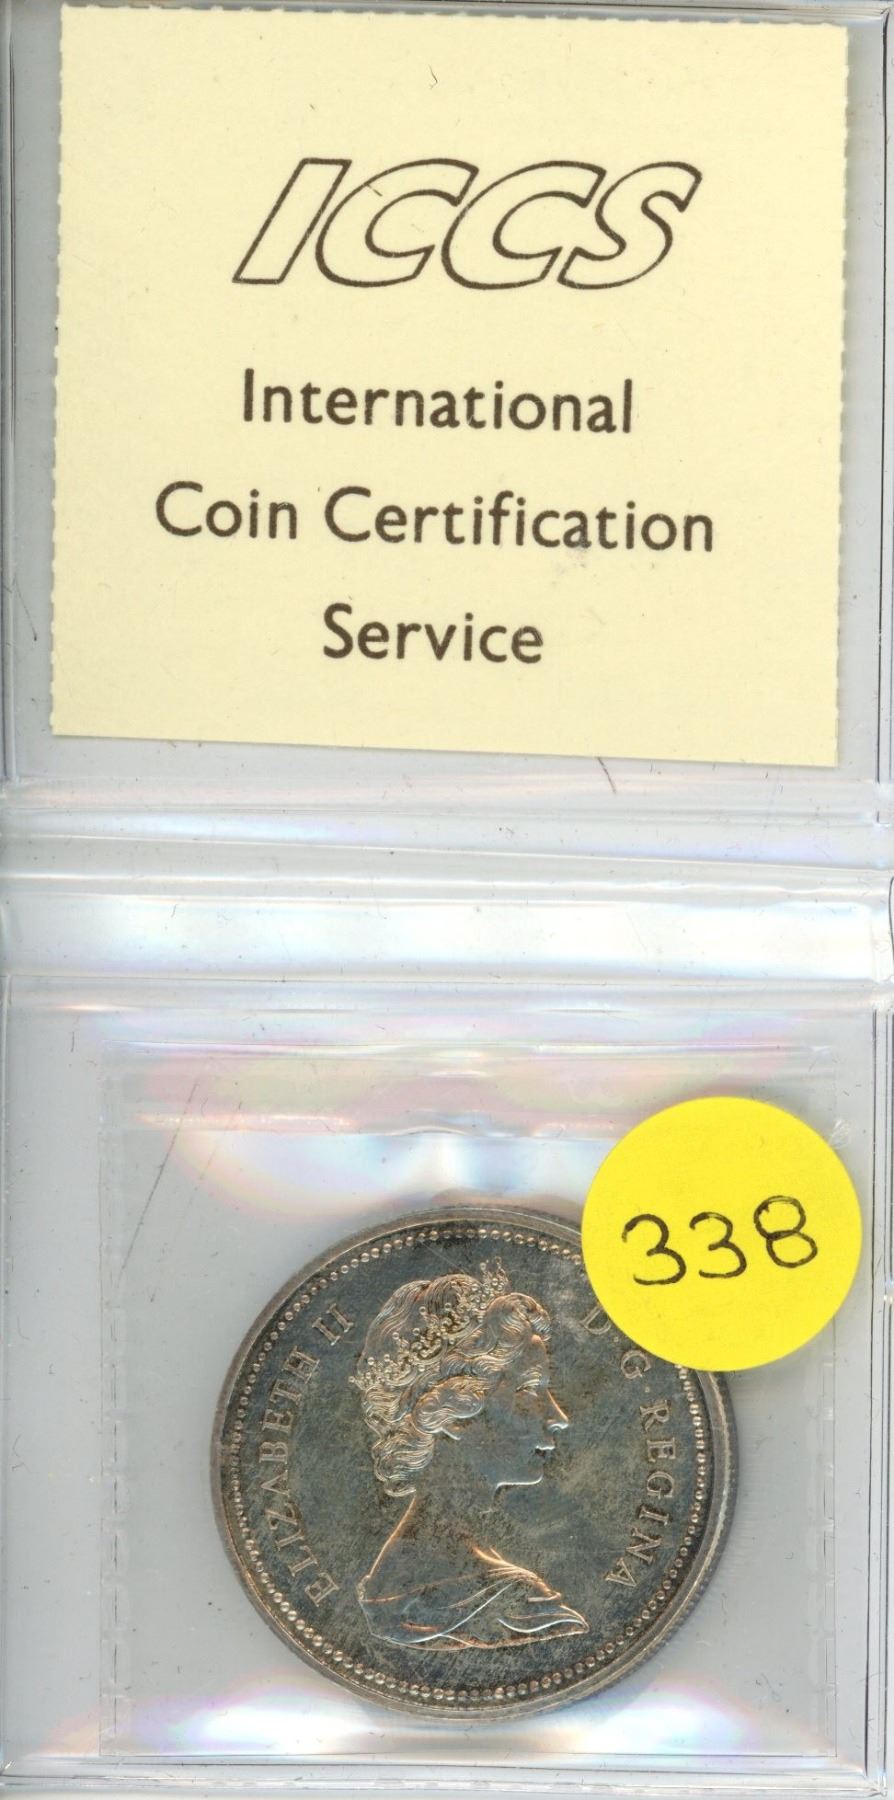 ICCS
International
Coin Certification
Service
338
ELIZABETH II D·G·REGINA